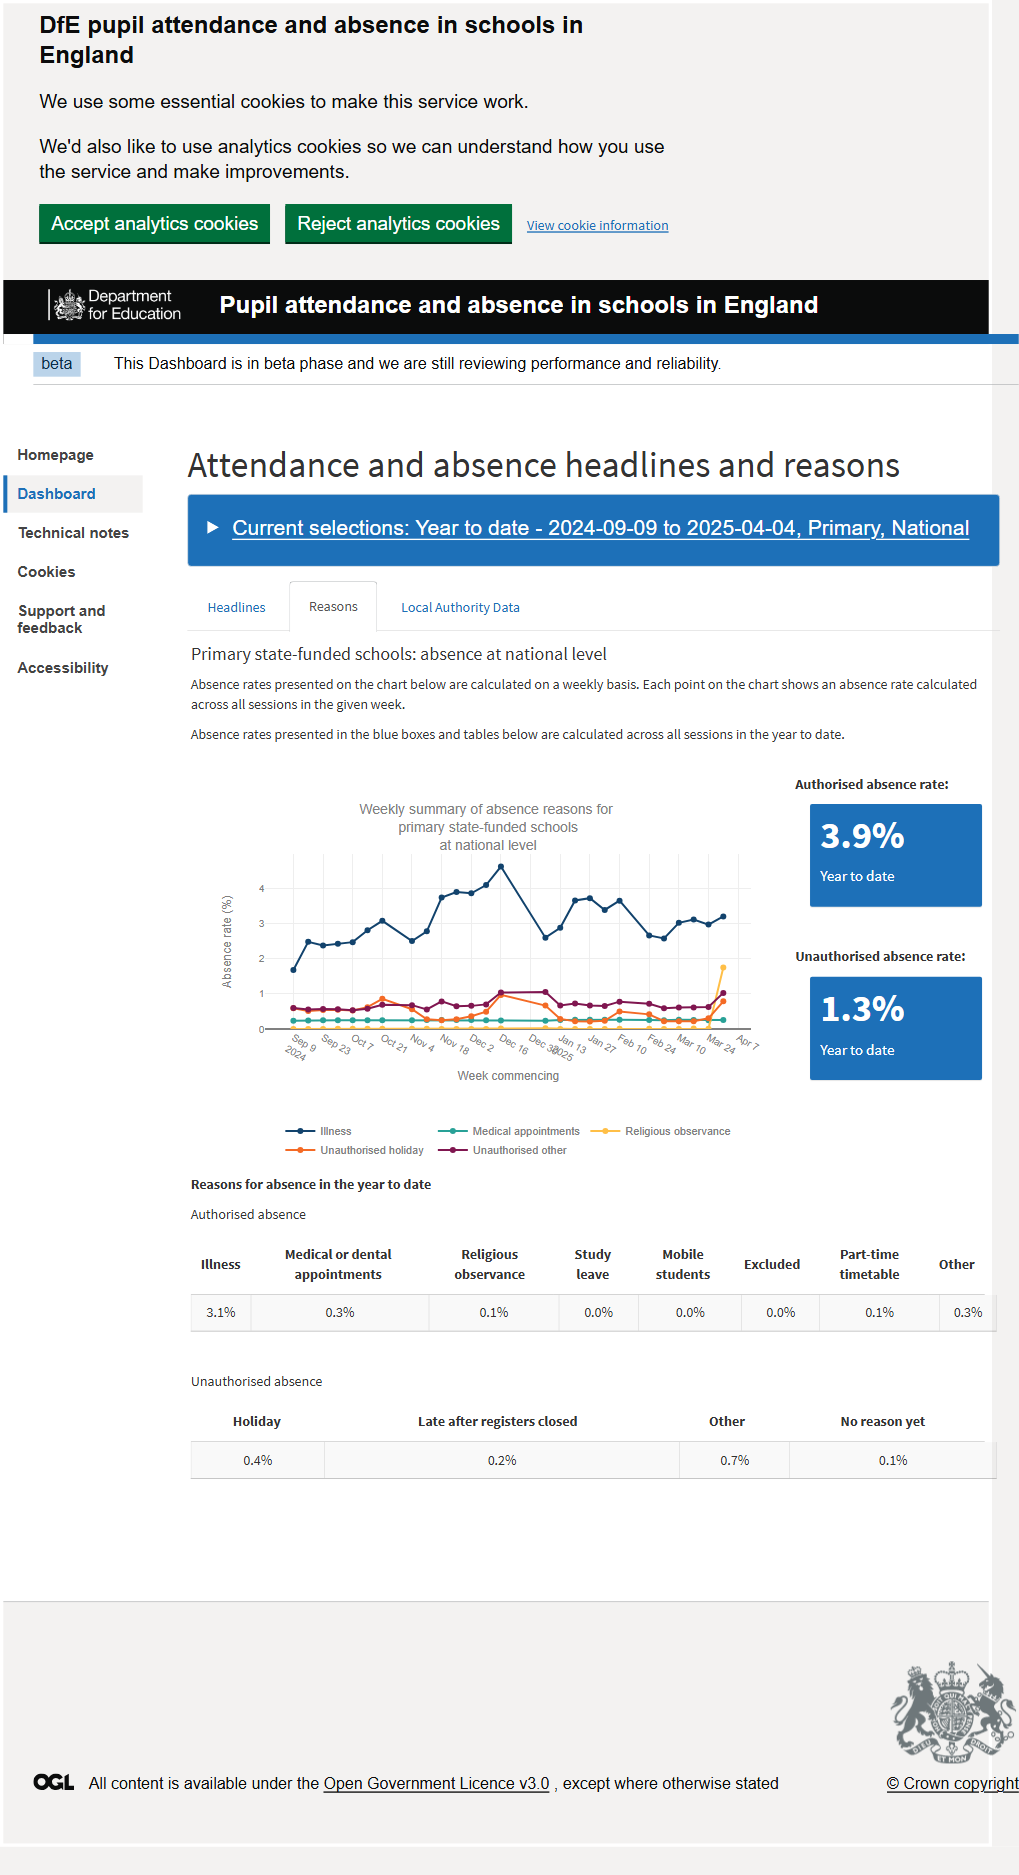 DfE pupil attendance and absence in schools in
England
We use some essential cookies to make this service work.
We'd also like to use analytics cookies so we can understand how you use
the service and make improvements.
Accept analytics cookies
Reject analytics cookies
View cookie information
Department
for Education
Pupil attendance and absence in schools in England
beta
This Dashboard is in beta phase and we are still reviewing performance and reliability.
Homepage
Dashboard
Technical notes
Cookies
Support and
feedback
Accessibility
Attendance and absence headlines and reasons
Current selections: Year to date - 2024-09-09 to 2025-04-04, Primary, National
Headlines
Reasons
Local Authority Data
Primary state-funded schools: absence at national level
Absence rates presented on the chart below are calculated on a weekly basis. Each point on the chart shows an absence rate calculated
across all sessions in the given week.
Absence rates presented in the blue boxes and tables below are calculated across all sessions in the year to date.
Weekly summary of absence reasons for
primary state-funded schools
at national level
Absence rate (%)
4
3
2
1
0
Sep 9
2024
Sep 23
Oct 7
Oct 21
Nov 4
Nov 18
Dec 2
Dec 16
Dec 30
Jan 13
2025
Jan 27
Feb 10
Feb 24
Mar 10
Mar 24
Apr 7
Week commencing
Illness
Medical appointments
Religious observance
Unauthorised holiday
Unauthorised other
Authorised absence rate:
3.9%
Year to date
Unauthorised absence rate:
1.3%
Year to date
Reasons for absence in the year to date
Authorised absence
Illness
Medical or dental
appointments
Religious
observance
Study
leave
Mobile
students
Excluded
Part-time
timetable
Other
3.1% 0.3% 0.1% 0.0% 0.0% 0.0% 0.1% 0.3%
Unauthorised absence
Holiday Late after registers closed Other No reason yet
0.4% 0.2% 0.7% 0.1%
OGL All content is available under the Open Government Licence v3.0 , except where otherwise stated
© Crown copyright